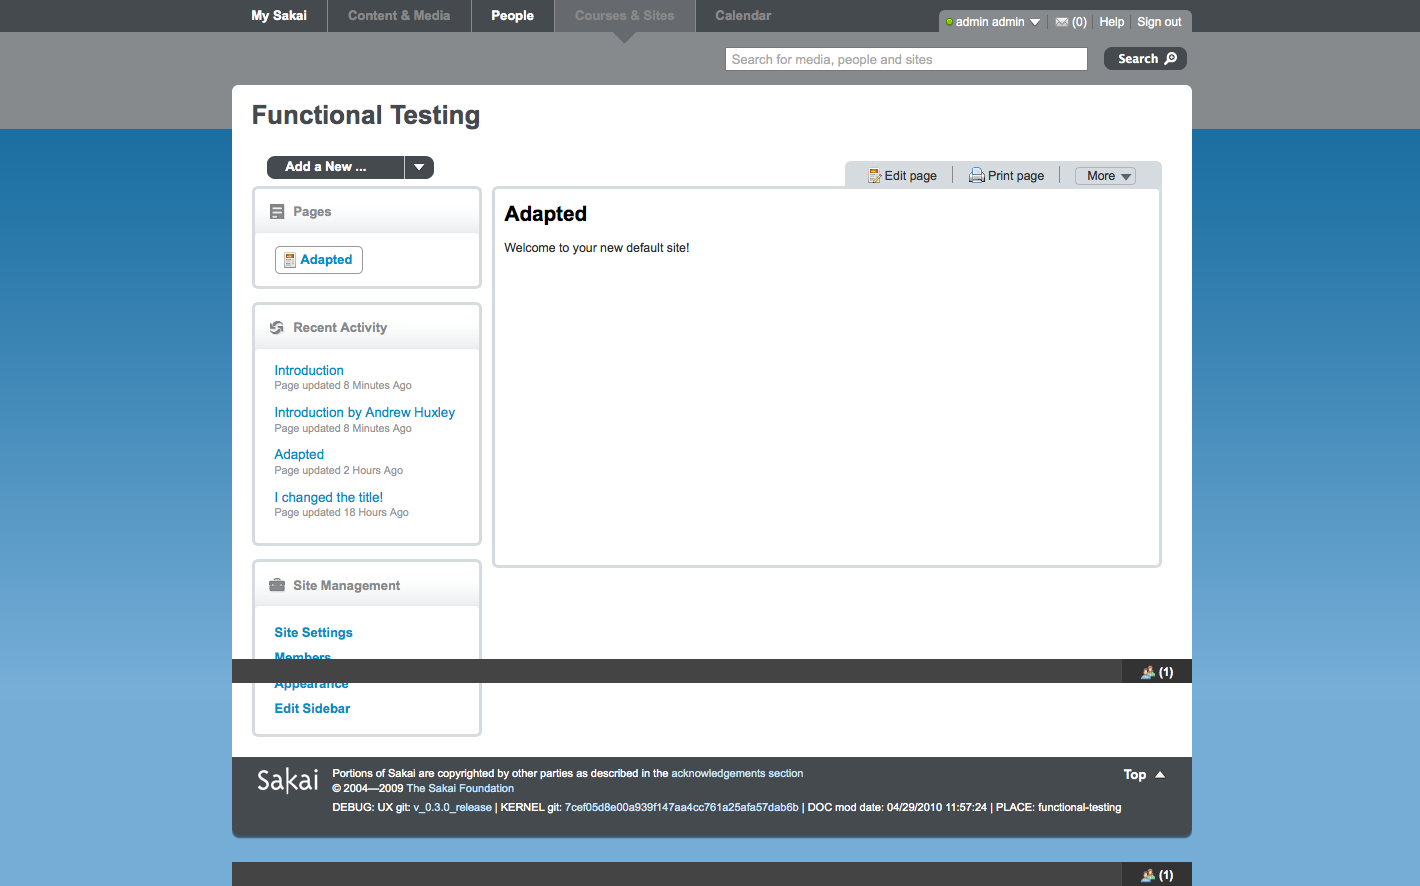 My Sakai Content & Media People Courses & Sites Calendar
admin admin (0) Help Sign out
Search for media, people and sites Search
Functional Testing
Add a New ...
Edit page Print page More
Pages
Adapted
Adapted
Welcome to your new default site!
Recent Activity
Introduction
Page updated 8 Minutes Ago
Introduction by Andrew Huxley
Page updated 8 Minutes Ago
Adapted
Page updated 2 Hours Ago
I changed the title!
Page updated 18 Hours Ago
Site Management
Site Settings
Members
(1)
Appearance
Edit Sidebar
Sakai
Portions of Sakai are copyrighted by other parties as described in the acknowledgements section
Top
© 2004—2009 The Sakai Foundation
DEBUG: UX git: v_0.3.0_release | KERNEL git: 7cef05d8e00a939f147aa4cc761a25afa57dab6b | DOC mod date: 04/29/2010 11:57:24 | PLACE: functional-testing
(1)